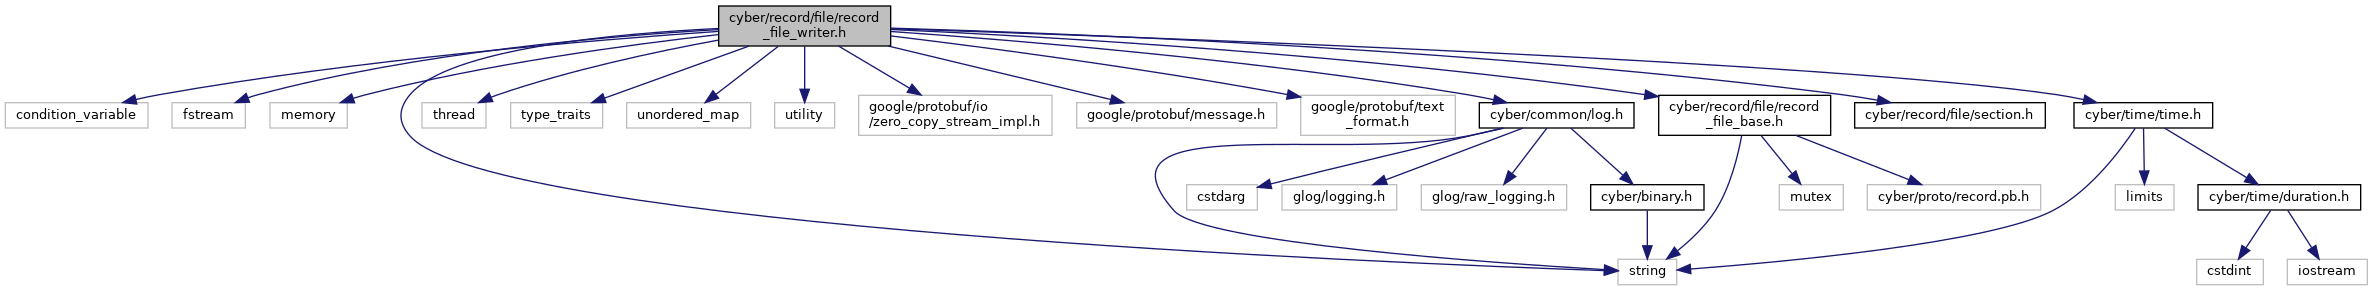 cyber/record/file/record
_file_writer.h
condition_variable
fstream
memory
thread
type_traits
unordered_map
utility
google/protobuf/io
/zero_copy_stream_impl.h
google/protobuf/message.h
google/protobuf/text
_format.h
cyber/common/log.h
cyber/record/file/record
_file_base.h
cyber/record/file/section.h
cyber/time/time.h
cstdarg
glog/logging.h
glog/raw_logging.h
cyber/binary.h
mutex
cyber/proto/record.pb.h
limits
cyber/time/duration.h
string
cstdint
iostream